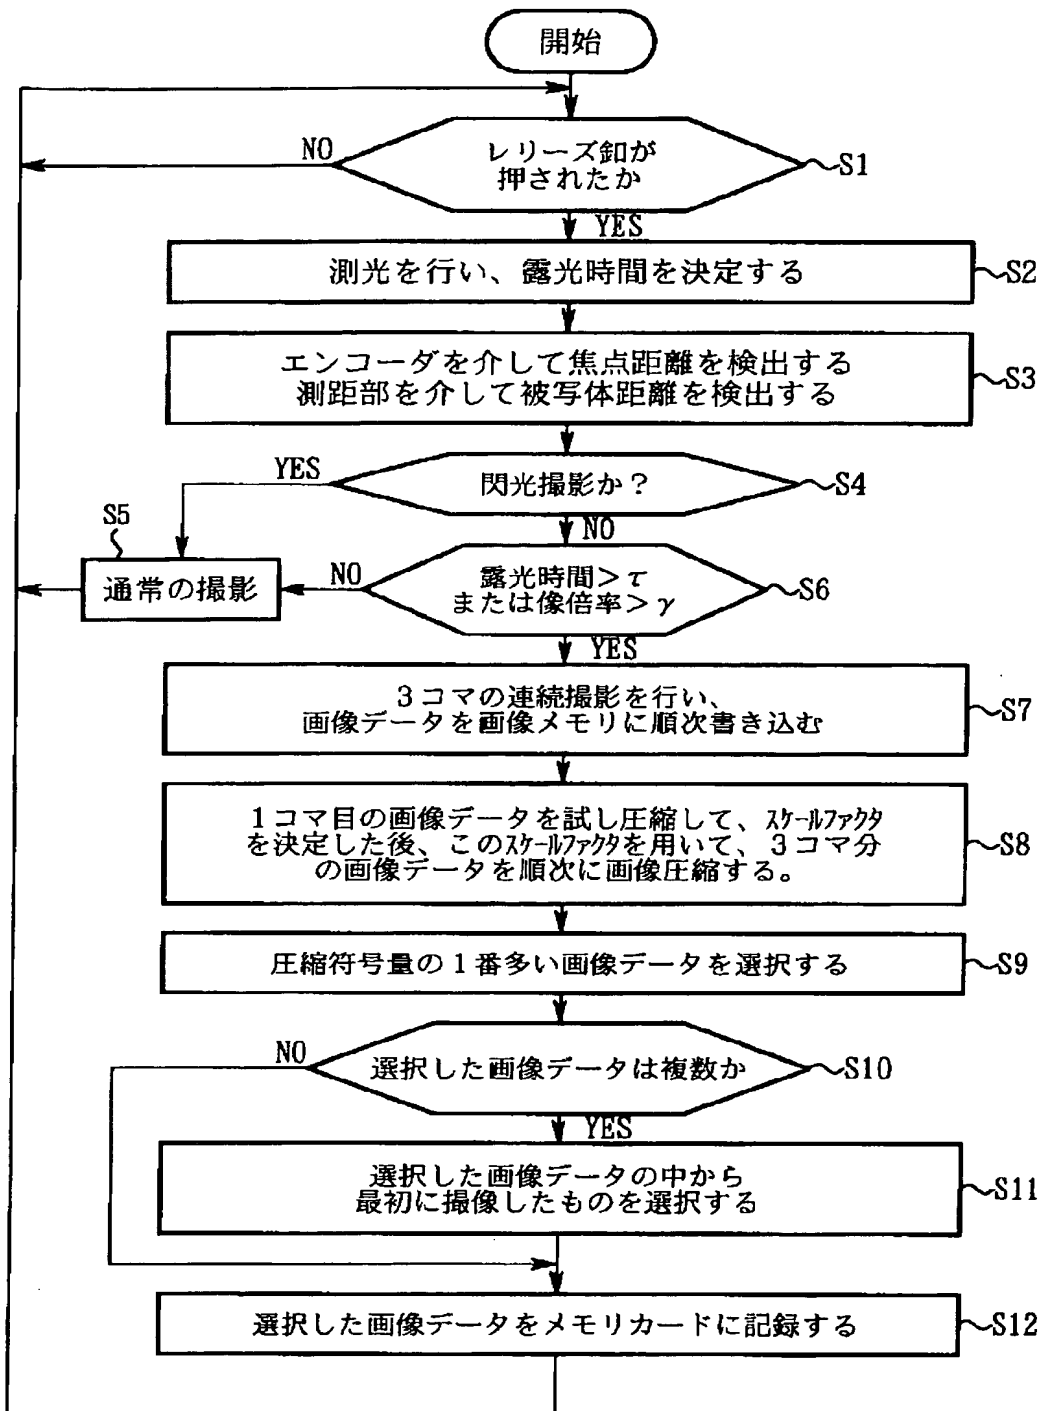 開始
NO
レリーズ釦が
押されたか
S1
YES
測光を行い、露光時間を決定する
S2
エンコーダを介して焦点距離を検出する
測距部を介して被写体距離を検出する
S3
YES
閃光撮影か？
S4
S5
NO
通常の撮影
NO
露光時間＞τ
または像倍率＞γ
S6
YES
３コマの連続撮影を行い、
画像データを画像メモリに順次書き込む
S7
１コマ目の画像データを試し圧縮して、ｽｹｰﾙﾌｧｸﾀ
を決定した後、このｽｹｰﾙﾌｧｸﾀを用いて、３コマ分
の画像データを順次に画像圧縮する。
S8
圧縮符号量の１番多い画像データを選択する
S9
NO
選択した画像データは複数か
S10
YES
選択した画像データの中から
最初に撮像したものを選択する
S11
選択した画像データをメモリカードに記録する
S12